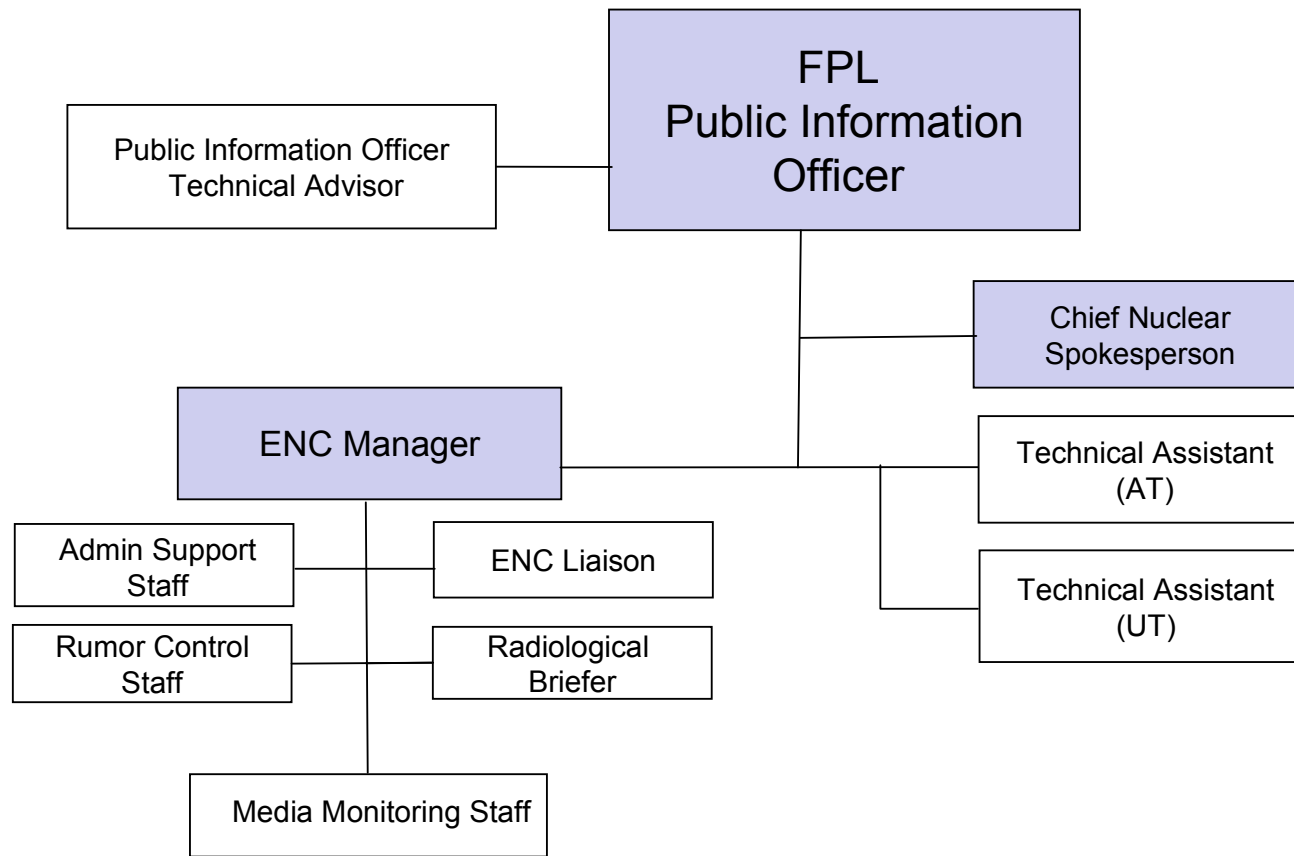 FPL
Public Information
Officer
Public Information Officer
Technical Advisor
Chief Nuclear
Spokesperson
ENC Manager
Technical Assistant
(AT)
Admin Support
Staff
ENC Liaison
Technical Assistant
(UT)
Rumor Control
Staff
Radiological
Briefer
Media Monitoring Staff